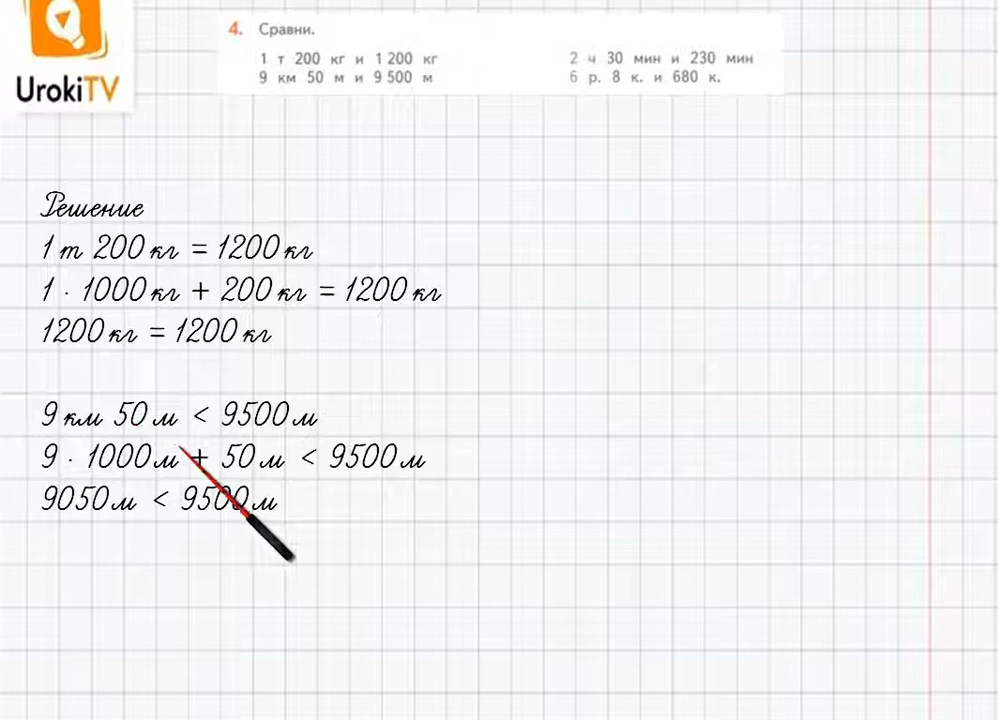 UrokiTV
4. Сравни.
1 т 200 кг и 1 200 кг
9 км 50 м и 9 500 м
2 ч 30 мин и 230 мин
6 р. 8 к. и 680 к.
Решение
1 т 200 кг = 1200 кг
1 · 1000 кг + 200 кг = 1200 кг
1200 кг = 1200 кг
9 км 50 м < 9500 м
9 · 1000 м + 50 м < 9500 м
9050 м < 9500 м